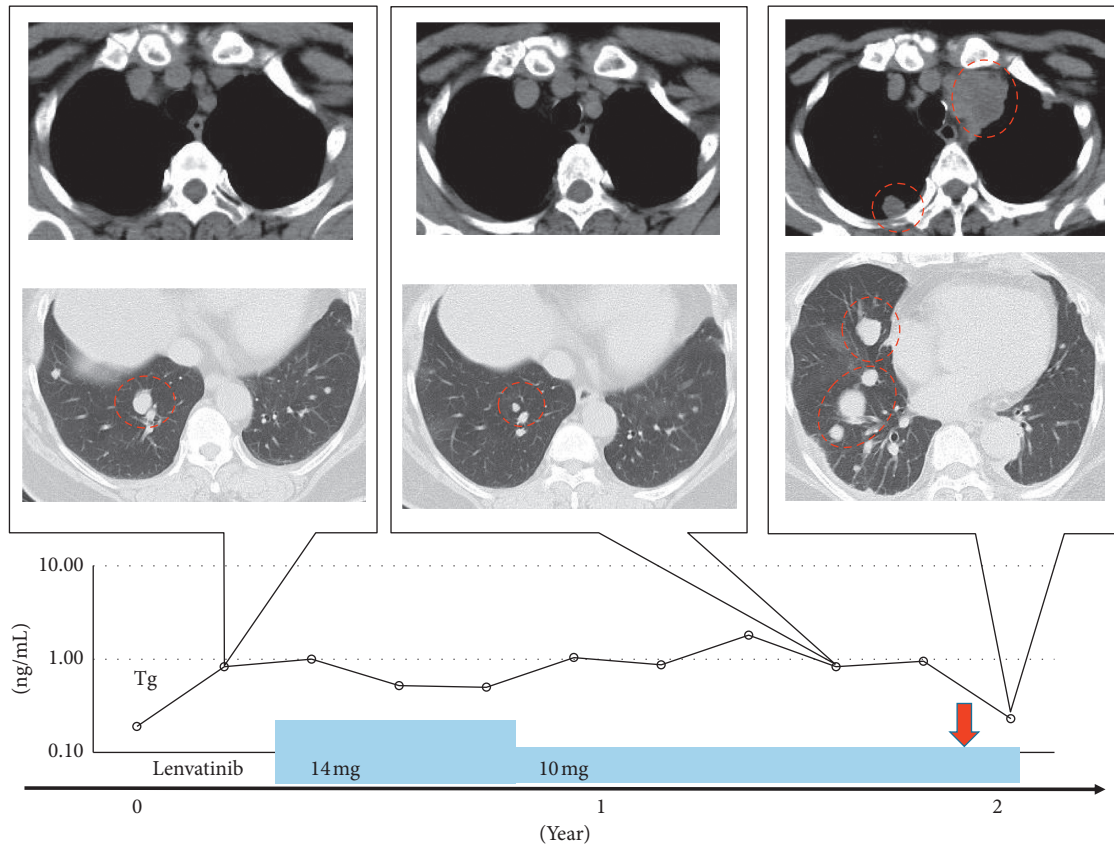 10.00
1.00
0.10
(ng/mL)
Tg
Lenvatinib
14 mg
10 mg
0
1
2
(Year)